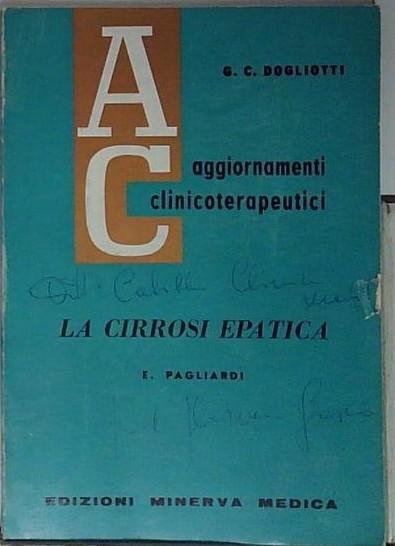 G. C. DOGLIOTTI
A
C
aggiornamenti
clinicoterapeutici
LA CIRROSI EPATICA
E. PAGLIARDI
EDIZIONI MINERVA MEDICA